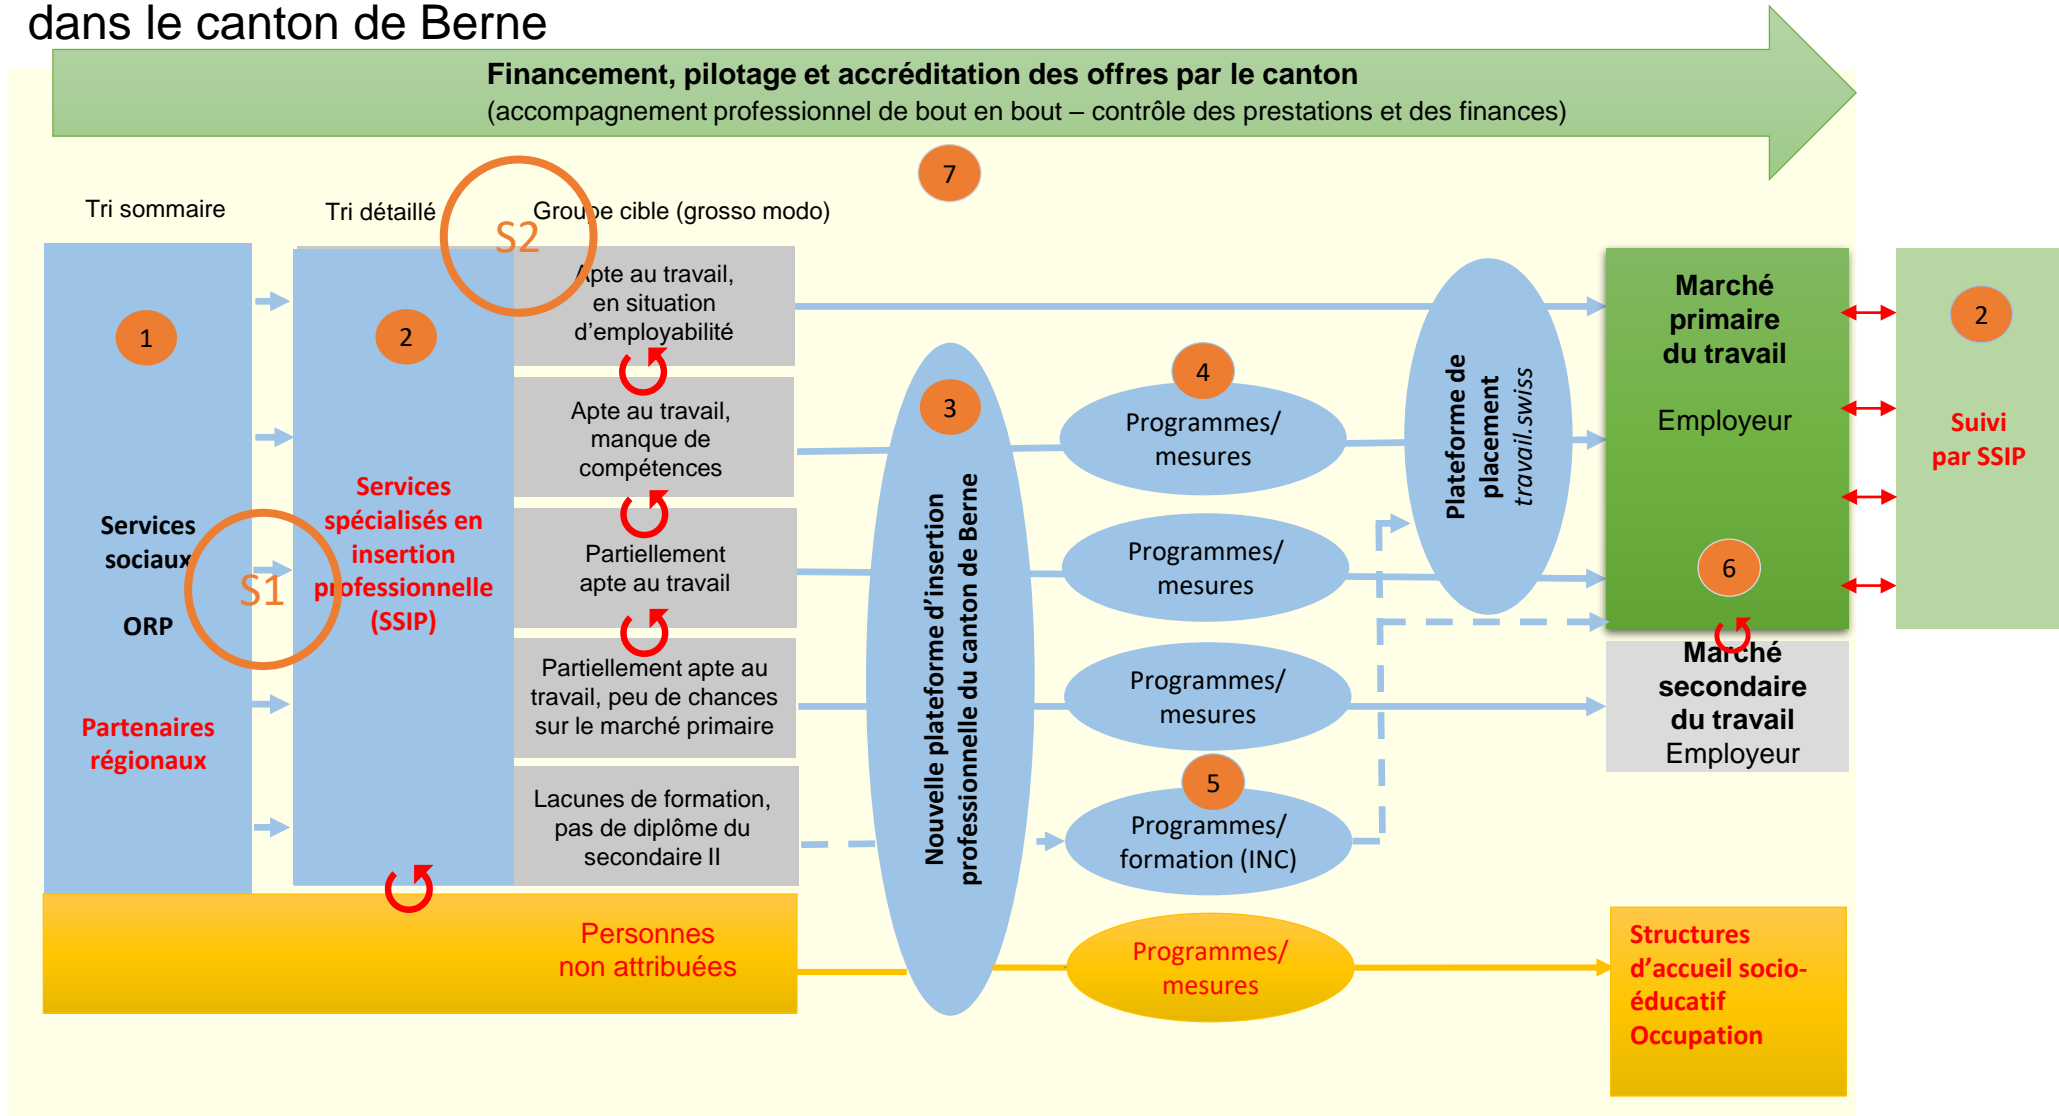 dans le canton de Berne
Financement, pilotage et accréditation des offres par le canton
(accompagnement professionnel de bout en bout – contrôle des prestations et des finances)
7
Tri sommaire
Tri détaillé
S2
Groupe cible (grosso modo)
1
Services
sociaux
ORP
Partenaires
régionaux
S1
2
Services
spécialisés en
insertion
professionnelle
(SSIP)
Apte au travail,
en situation
d’employabilité
Apte au travail,
manque de
compétences
Partiellement
apte au travail
Partiellement apte au
travail, peu de chances
sur le marché primaire
Lacunes de formation,
pas de diplôme du
secondaire II
Personnes
non attribuées
3
Nouvelle plateforme d’insertion
professionnelle du canton de Berne
4
Programmes/
mesures
Programmes/
mesures
Programmes/
mesures
5
Programmes/
formation (INC)
Programmes/
mesures
Plateforme de
placement
travail.swiss
Marché
primaire
du travail
Employeur
6
Marché
secondaire
du travail
Employeur
Structures
d’accueil socio-
éducatif
Occupation
2
Suivi
par SSIP